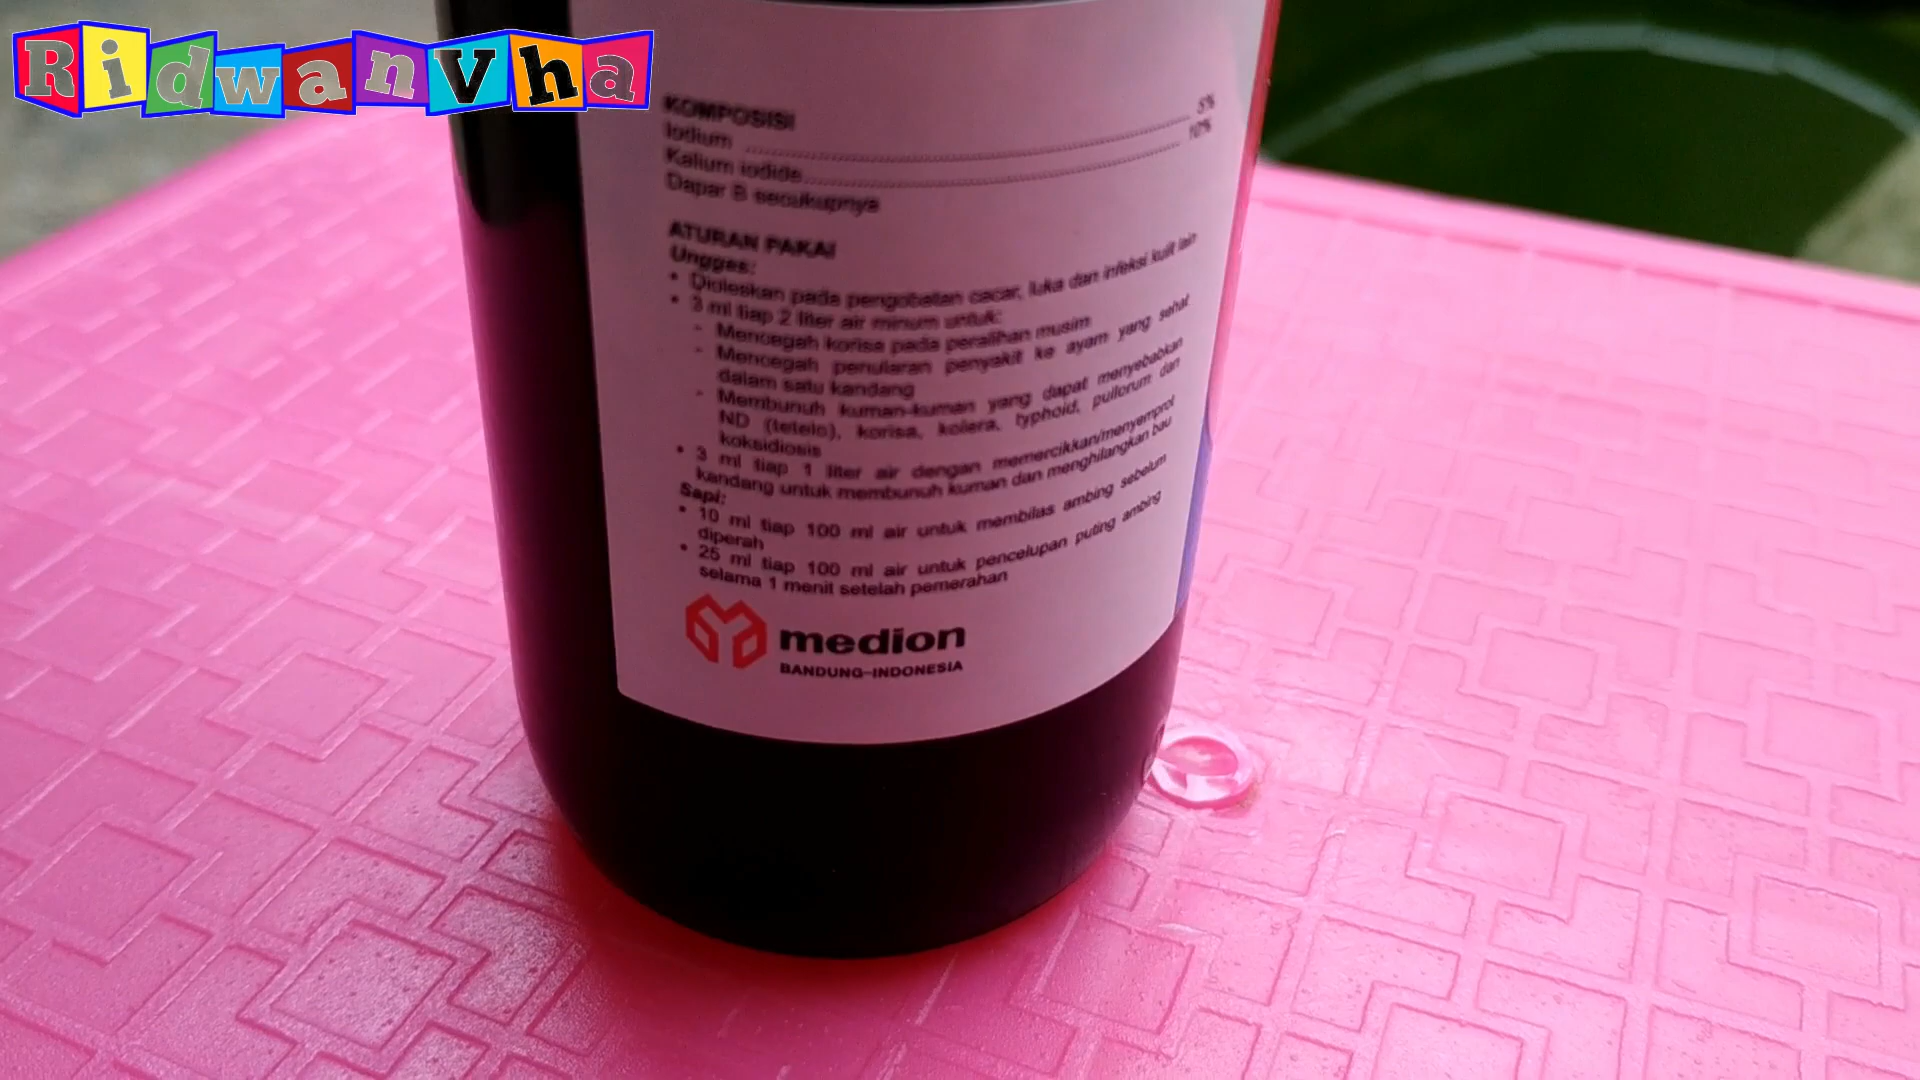 RidwanVha
KOMPOSISI
Iodium ........ 5%
Kalium iodide ........ 10%
Dapar B secukupnya
ATURAN PAKAI
Unggas:
• Dioleskan pada pengobatan cacar, luka dan infeksi kulit lain
• 3 ml tiap 2 liter air minum untuk:
- Mencegah korisa pada peralihan musim
- Mencegah penularan penyakit ke ayam yang sehat
dalam satu kandang
- Membunuh kuman-kuman yang dapat menyebabkan
ND (tetelo), korisa, kolera, typhoid, pullorum dan
koksidiosis
• 3 ml tiap 1 liter air dengan memercikkan/menyemprot
kandang untuk membunuh kuman dan menghilangkan bau
Sapi:
• 10 ml tiap 100 ml air untuk membilas ambing sebelum
diperah
• 25 ml tiap 100 ml air untuk pencelupan puting ambing
selama 1 menit setelah pemerahan
medion
BANDUNG-INDONESIA